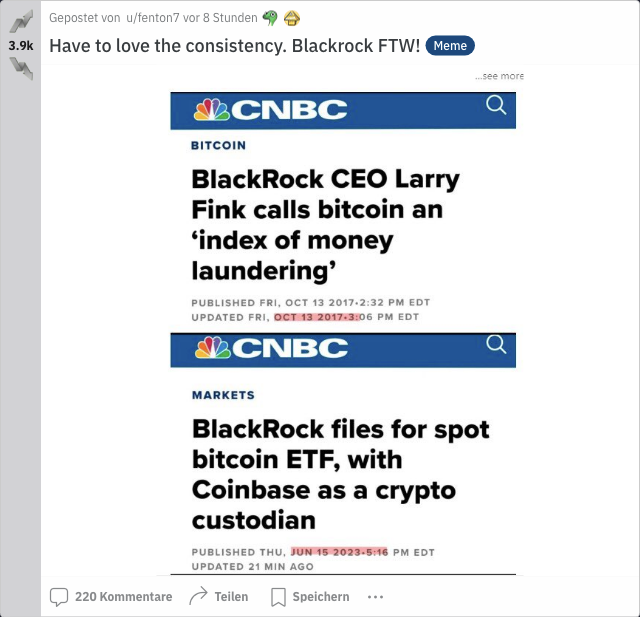 Gepostet von u/fenton7 vor 8 Stunden
3.9k
Have to love the consistency. Blackrock FTW! Meme
...see more
CNBC
BITCOIN
BlackRock CEO Larry
Fink calls bitcoin an
‘index of money
laundering’
PUBLISHED FRI, OCT 13 2017•2:32 PM EDT
UPDATED FRI, OCT 13 2017•3:06 PM EDT
CNBC
MARKETS
BlackRock files for spot
bitcoin ETF, with
Coinbase as a crypto
custodian
PUBLISHED THU, JUN 15 2023•5:16 PM EDT
UPDATED 21 MIN AGO
220 Kommentare Teilen Speichern ...